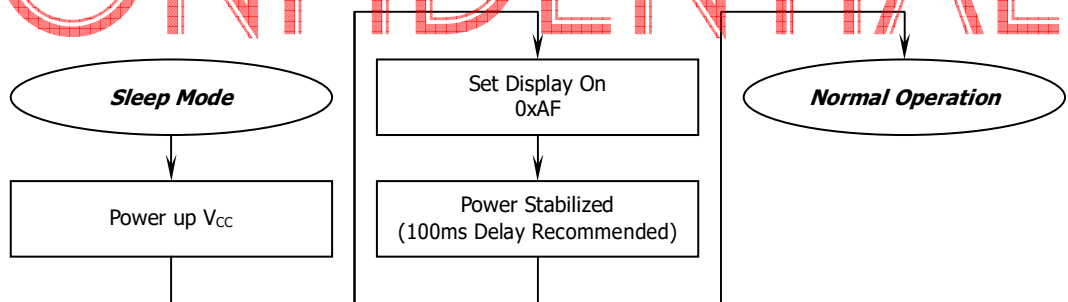 Sleep Mode
Power up VCC
Set Display On
0xAF
Power Stabilized
(100ms Delay Recommended)
Normal Operation